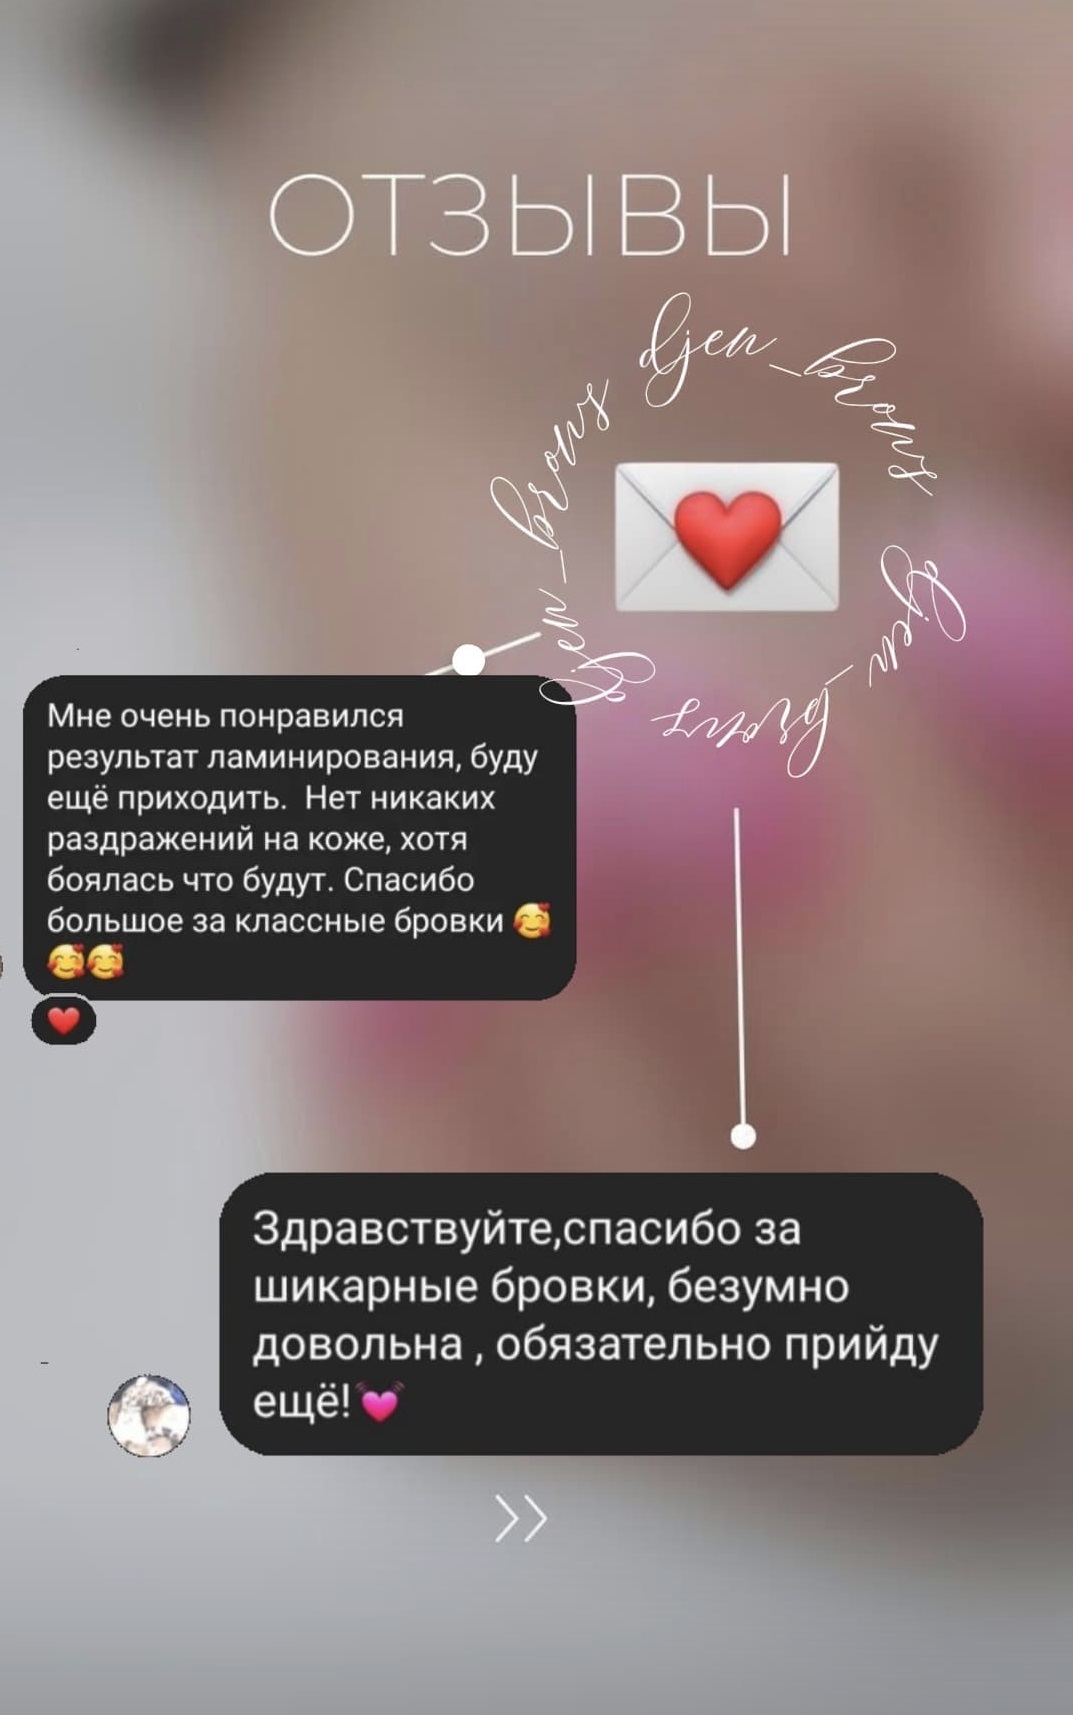 ОТЗЫВЫ
djen_brows djen_brows djen_brows
Мне очень понравился
результат ламинирования, буду
ещё приходить.  Нет никаких
раздражений на коже, хотя
боялась что будут. Спасибо
большое за классные бровки 🥰
🥰🥰
❤️
Здравствуйте,спасибо за
шикарные бровки, безумно
довольна , обязательно прийду
ещё!💓